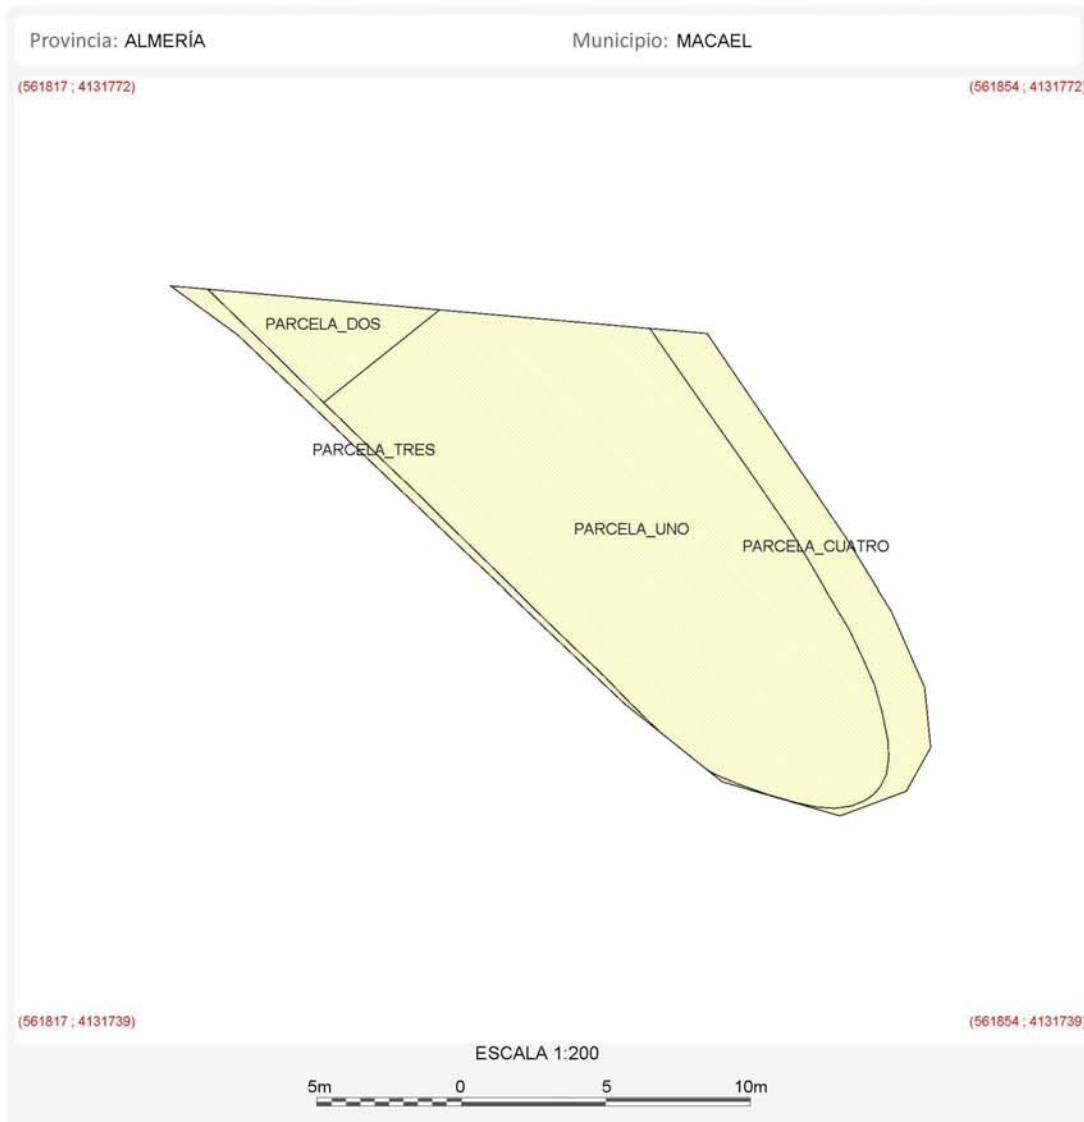 Provincia: ALMERÍA Municipio: MACAEL
(561817 ; 4131772) (561854 ; 4131772)
PARCELA_DOS
PARCELA_TRES
PARCELA_UNO
PARCELA_CUATRO
(561817 ; 4131739) (561854 ; 4131739)
ESCALA 1:200
5m 0 5 10m